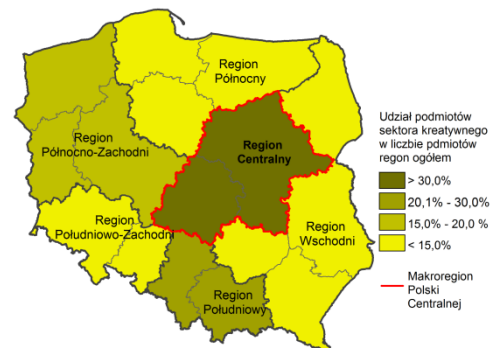 Region
Północny
Region
Północno-Zachodni
Region
Centralny
Region
Południowo-Zachodni
Region
Wschodni
Region
Południowy
Udział podmiotów
sektora kreatywnego
w liczbie pdmiotów
regon ogółem
> 30,0%
20,1% - 30,0%
15,0% - 20,0 %
< 15,0%
Makroregion
Polski
Centralnej